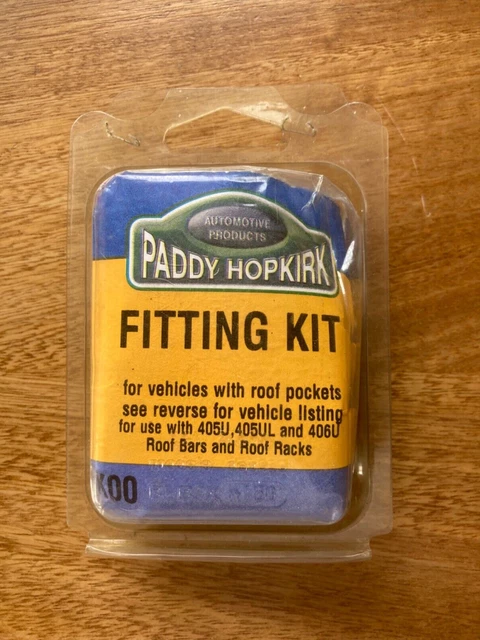 AUTOMOTIVE
PRODUCTS
PADDY HOPKIRK
FITTING KIT
for vehicles with roof pockets
see reverse for vehicle listing
for use with 405U,405UL and 406U
Roof Bars and Roof Racks
K00